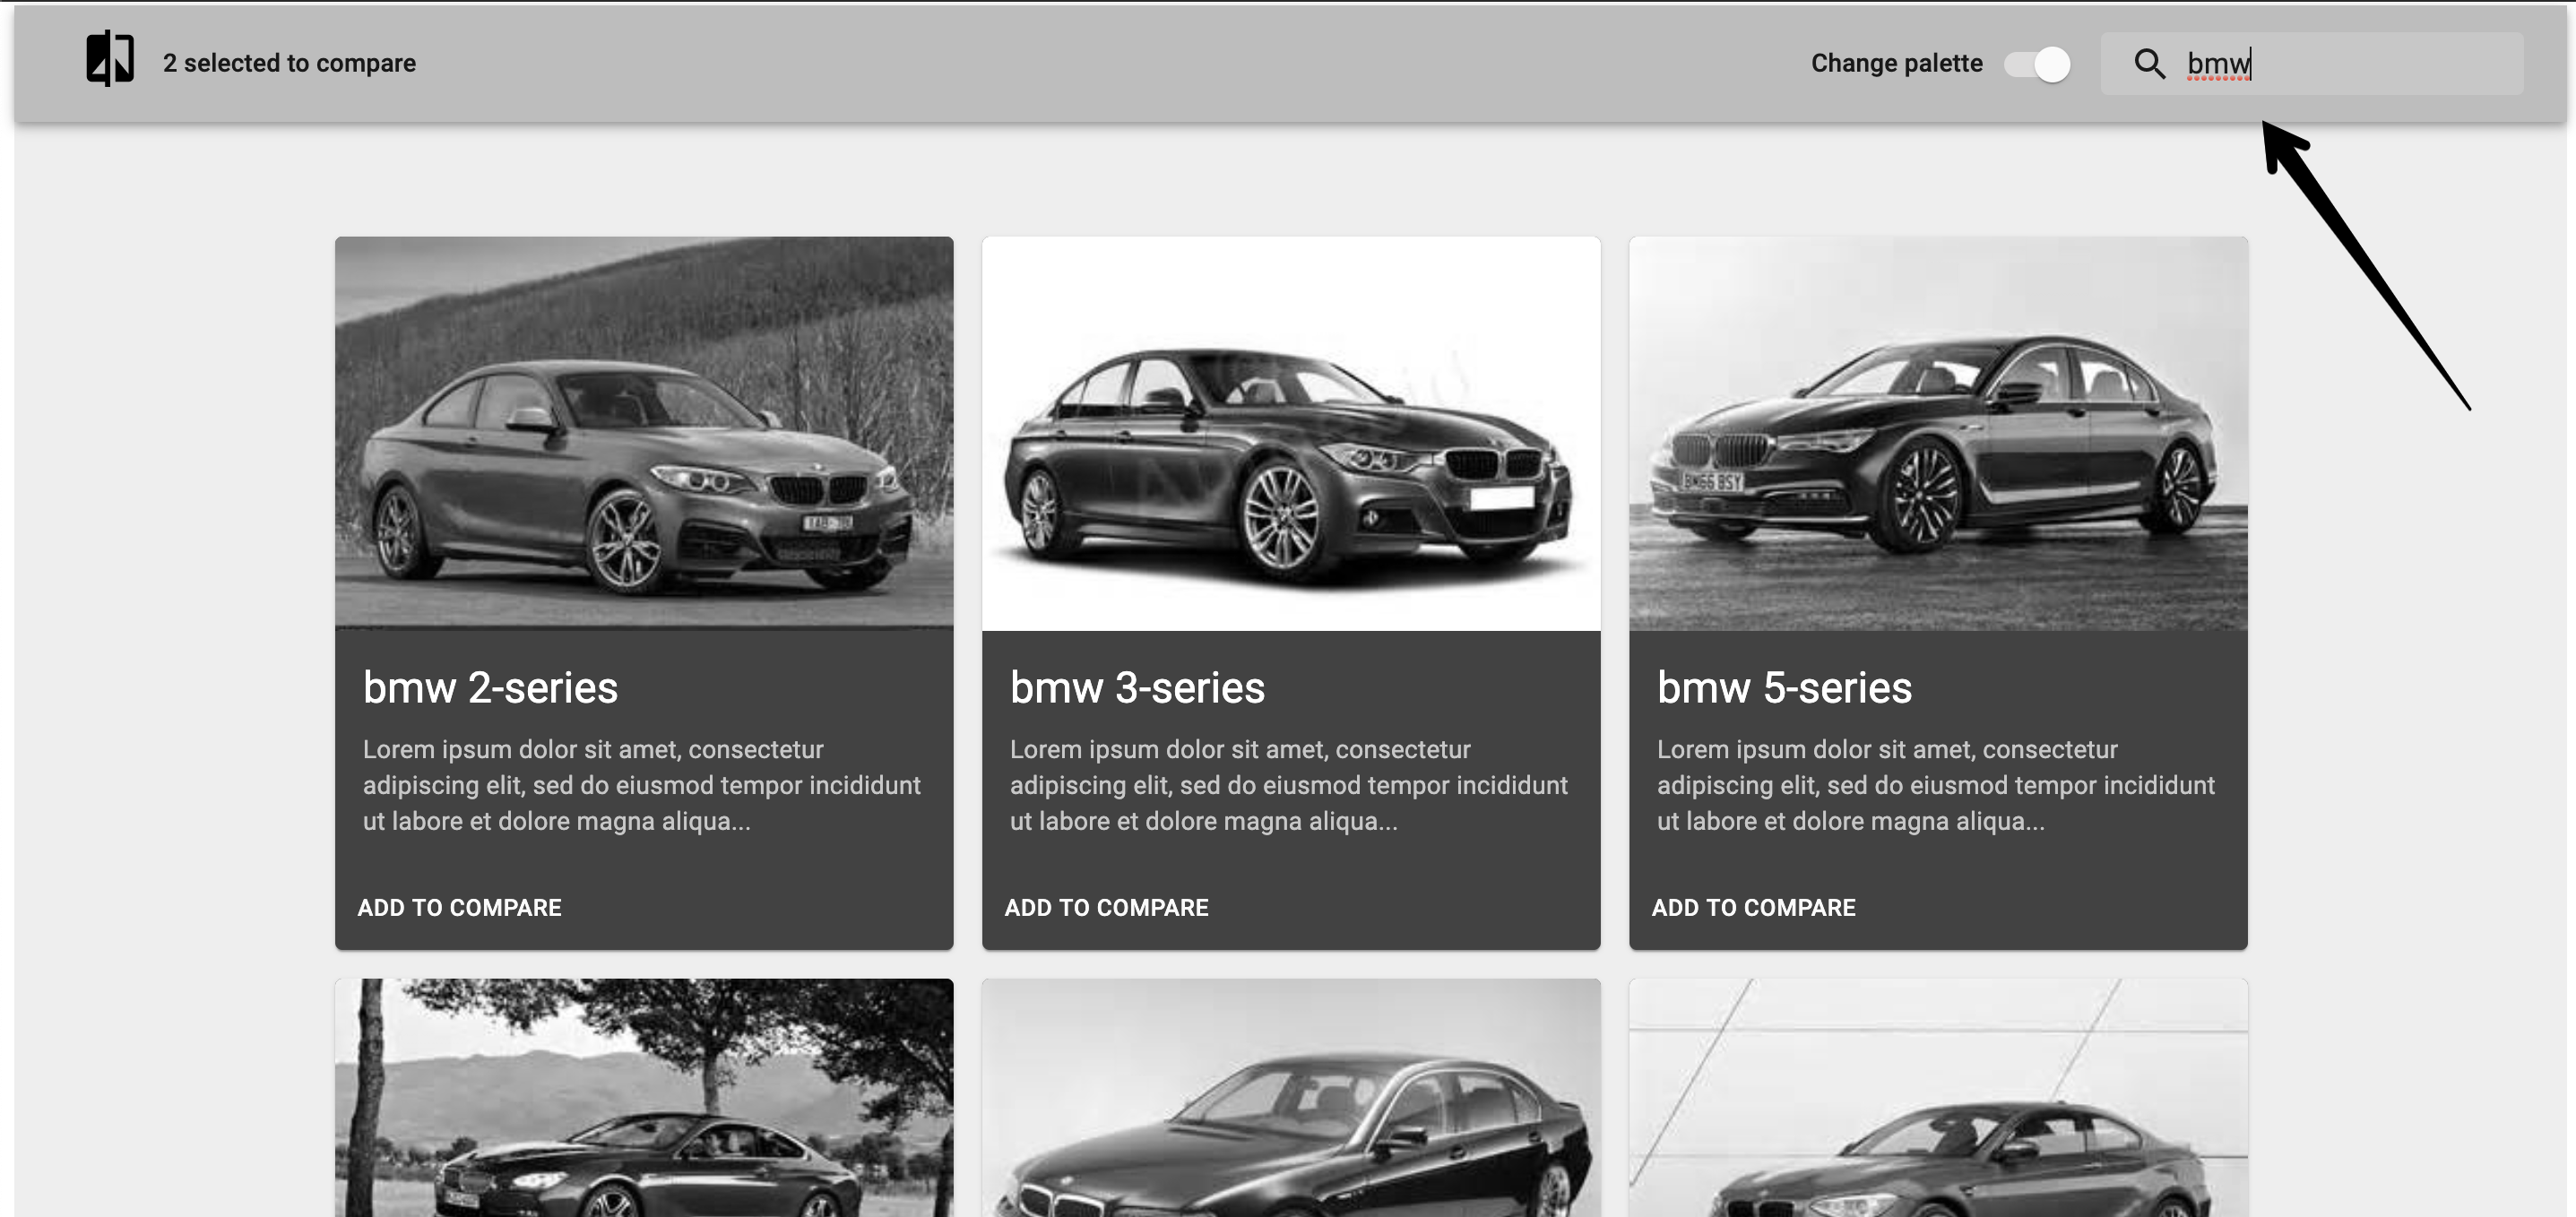 2 selected to compare
Change palette
bmw
BM66 BSY
bmw 2-series
Lorem ipsum dolor sit amet, consectetur
adipiscing elit, sed do eiusmod tempor incididunt
ut labore et dolore magna aliqua...
ADD TO COMPARE
bmw 3-series
Lorem ipsum dolor sit amet, consectetur
adipiscing elit, sed do eiusmod tempor incididunt
ut labore et dolore magna aliqua...
ADD TO COMPARE
bmw 5-series
Lorem ipsum dolor sit amet, consectetur
adipiscing elit, sed do eiusmod tempor incididunt
ut labore et dolore magna aliqua...
ADD TO COMPARE